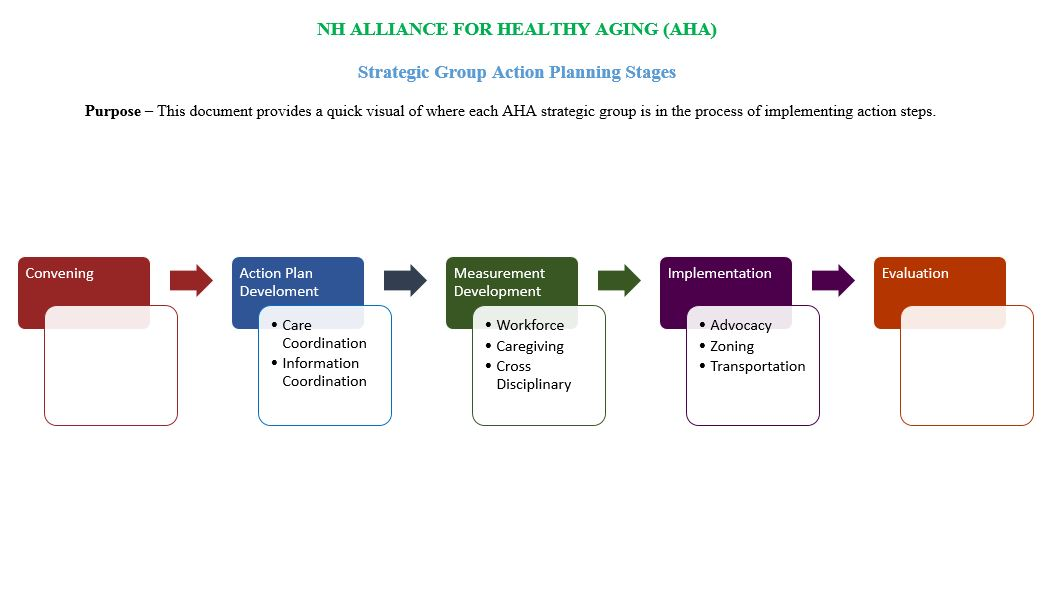 NH ALLIANCE FOR HEALTHY AGING (AHA)
Strategic Group Action Planning Stages
Purpose – This document provides a quick visual of where each AHA strategic group is in the process of implementing action steps.
Convening
Action Plan
Develoment
• Care
Coordination
• Information
Coordination
Measurement
Development
• Workforce
• Caregiving
• Cross
Disciplinary
Implementation
• Advocacy
• Zoning
• Transportation
Evaluation